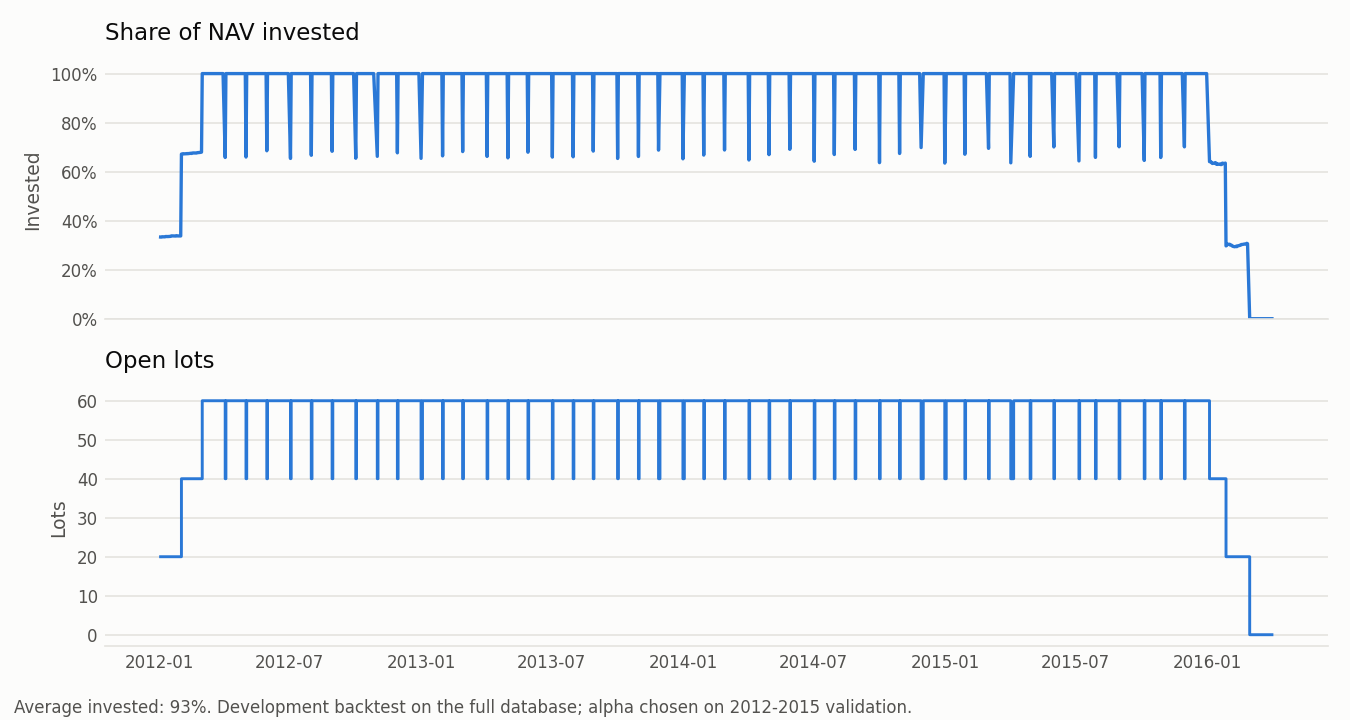 Share of NAV invested
100%
80%
60%
40%
20%
0%
Invested
Open lots
60
50
40
30
20
10
0
Lots
2012-01 2012-07 2013-01 2013-07 2014-01 2014-07 2015-01 2015-07 2016-01
Average invested: 93%. Development backtest on the full database; alpha chosen on 2012-2015 validation.